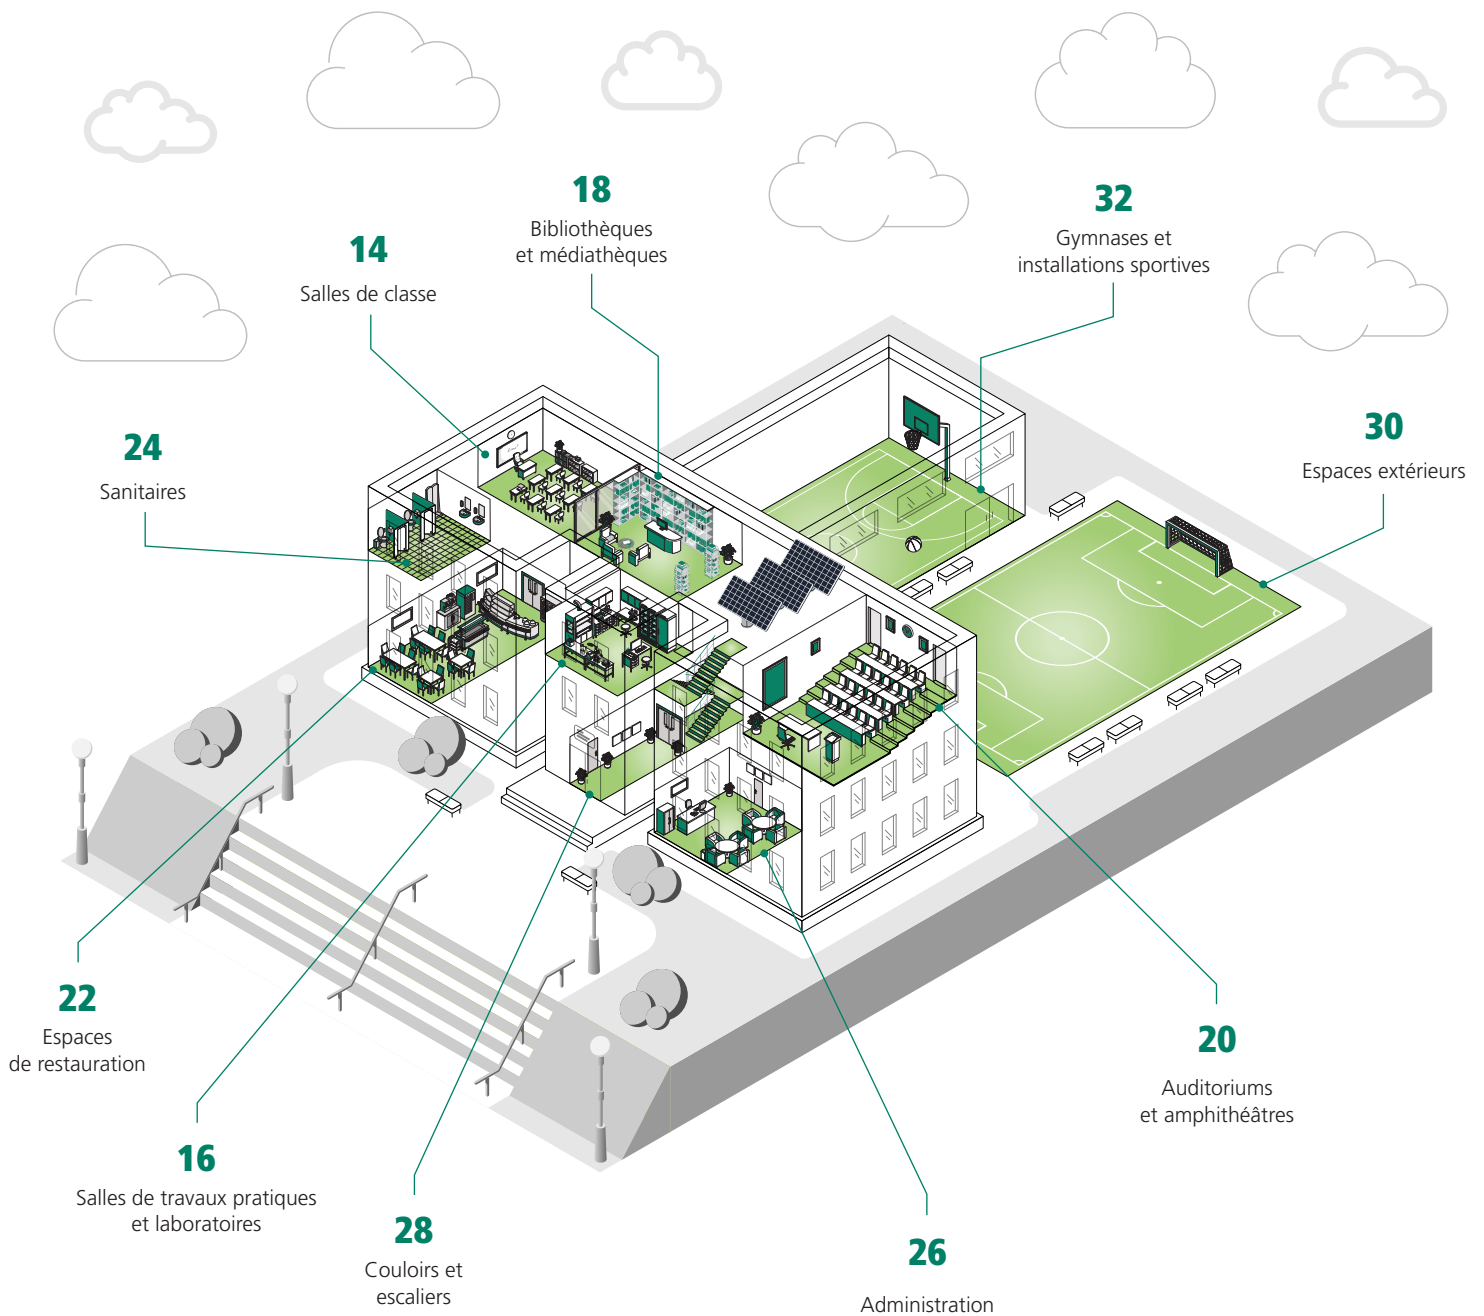 18
Bibliothèques
et médiathèques
32
Gymnases et
installations sportives
14
Salles de classe
30
Espaces extérieurs
24
Sanitaires
22
Espaces
de restauration
20
Auditoriums
et amphithéâtres
16
Salles de travaux pratiques
et laboratoires
28
Couloirs et
escaliers
26
Administration